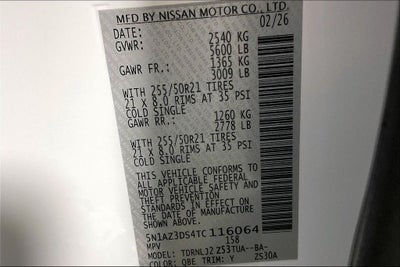 MFD BY NISSAN MOTOR CO., LTD
DATE: 02/26
GVWR: 2540 KG
5600 LB
GAWR FR.: 1365 KG
3009 LB
WITH 255/50R21 TIRES
21 x 8.0 RIMS AT 35 PSI
COLD SINGLE
GAWR RR.: 1260 KG
2778 LB
WITH 255/50R21 TIRES
21 x 8.0 RIMS AT 35 PSI
COLD SINGLE
THIS VEHICLE CONFORMS TO
ALL APPLICABLE FEDERAL
MOTOR VEHICLE SAFETY AND
THEFT PREVENTION
STANDARDS IN EFFECT ON
THE DATE OF MANUFACTURE
SHOWN ABOVE.
5N1AZ3DS4TC116064
MPV 158
MODEL: TDRNLJ2 Z53TUA--BA-
COLOR: QBE TRIM: Y Z530A